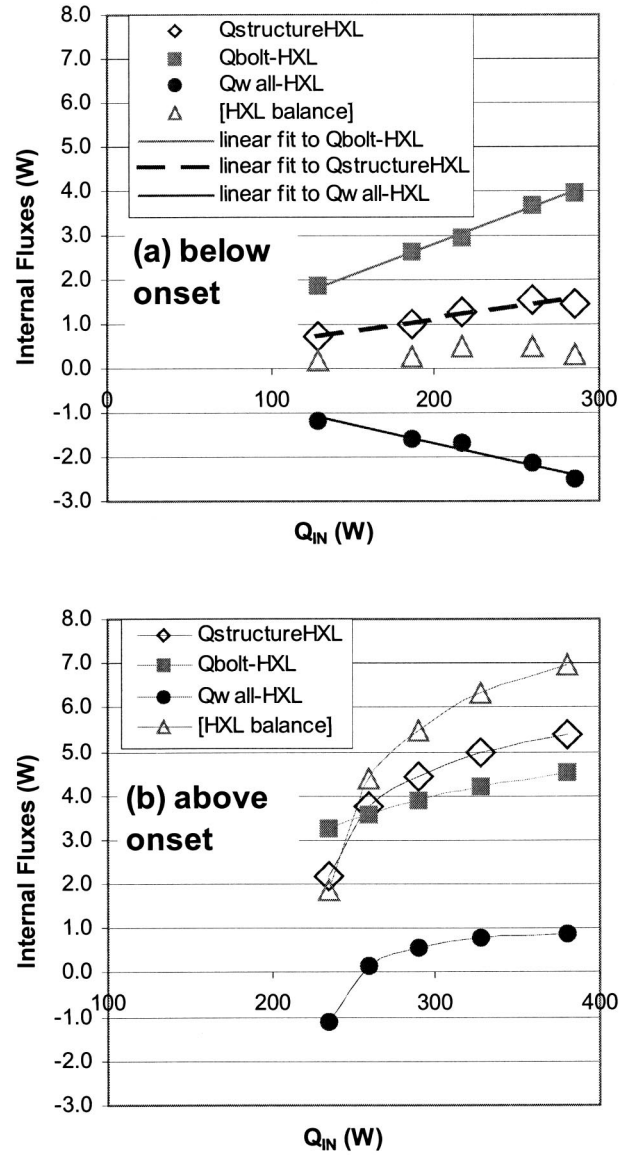 8.0
7.0
6.0
5.0
4.0
3.0
2.0
1.0
0.0
-1.0
-2.0
-3.0
Internal Fluxes (W)
QstructureHXL
Qbolt-HXL
Qw all-HXL
[HXL balance]
linear fit to Qbolt-HXL
linear fit to QstructureHXL
linear fit to Qw all-HXL
(a) below
onset
0 100 200 300
Q_IN (W)
8.0
7.0
6.0
5.0
4.0
3.0
2.0
1.0
0.0
-1.0
-2.0
-3.0
Internal Fluxes (W)
QstructureHXL
Qbolt-HXL
Qw all-HXL
[HXL balance]
(b) above
onset
100 200 300 400
Q_IN (W)